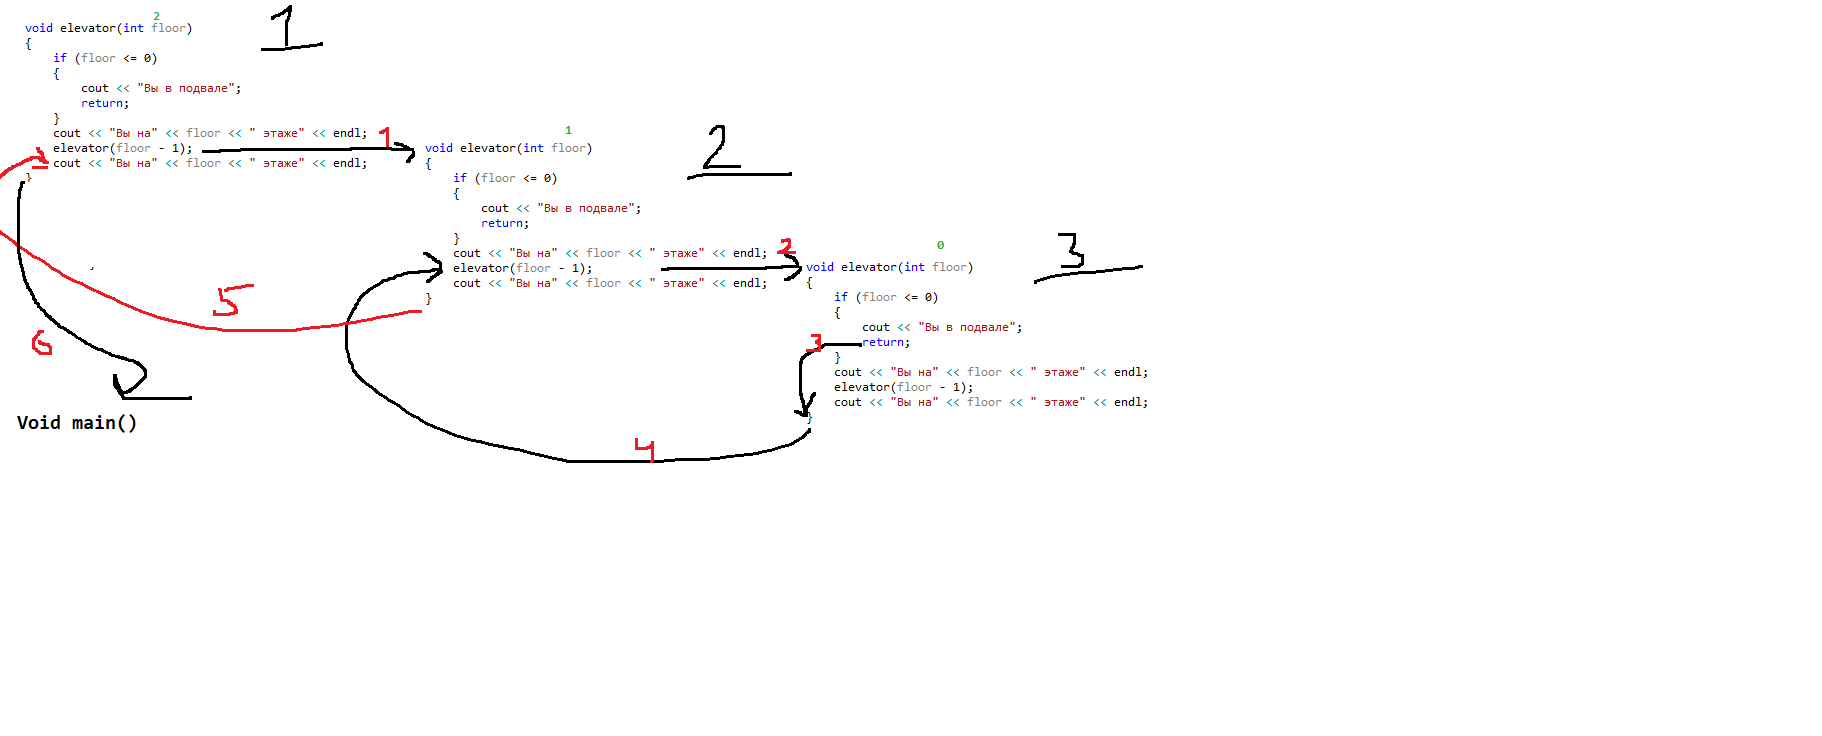 2
void elevator(int floor)
{
if (floor <= 0)
{
cout << "Вы в подвале";
return;
}
cout << "Вы на" << floor << " этаже" << endl;
elevator(floor - 1);
cout << "Вы на" << floor << " этаже" << endl;
}
1
1
1
void elevator(int floor)
{
if (floor <= 0)
{
cout << "Вы в подвале";
return;
}
cout << "Вы на" << floor << " этаже" << endl;
elevator(floor - 1);
cout << "Вы на" << floor << " этаже" << endl;
}
2
2
0
void elevator(int floor)
{
if (floor <= 0)
{
cout << "Вы в подвале";
return;
}
cout << "Вы на" << floor << " этаже" << endl;
elevator(floor - 1);
cout << "Вы на" << floor << " этаже" << endl;
}
3
3
4
5
6
Void main()